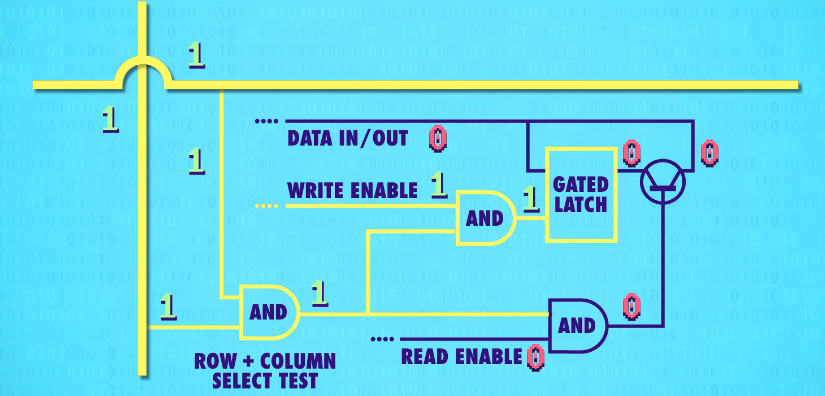 1
1
1
.... DATA IN/OUT 0
0
0
WRITE ENABLE 1
....
AND
1
GATED
LATCH
1
AND
1
AND
0
.... READ ENABLE 0
ROW + COLUMN
SELECT TEST